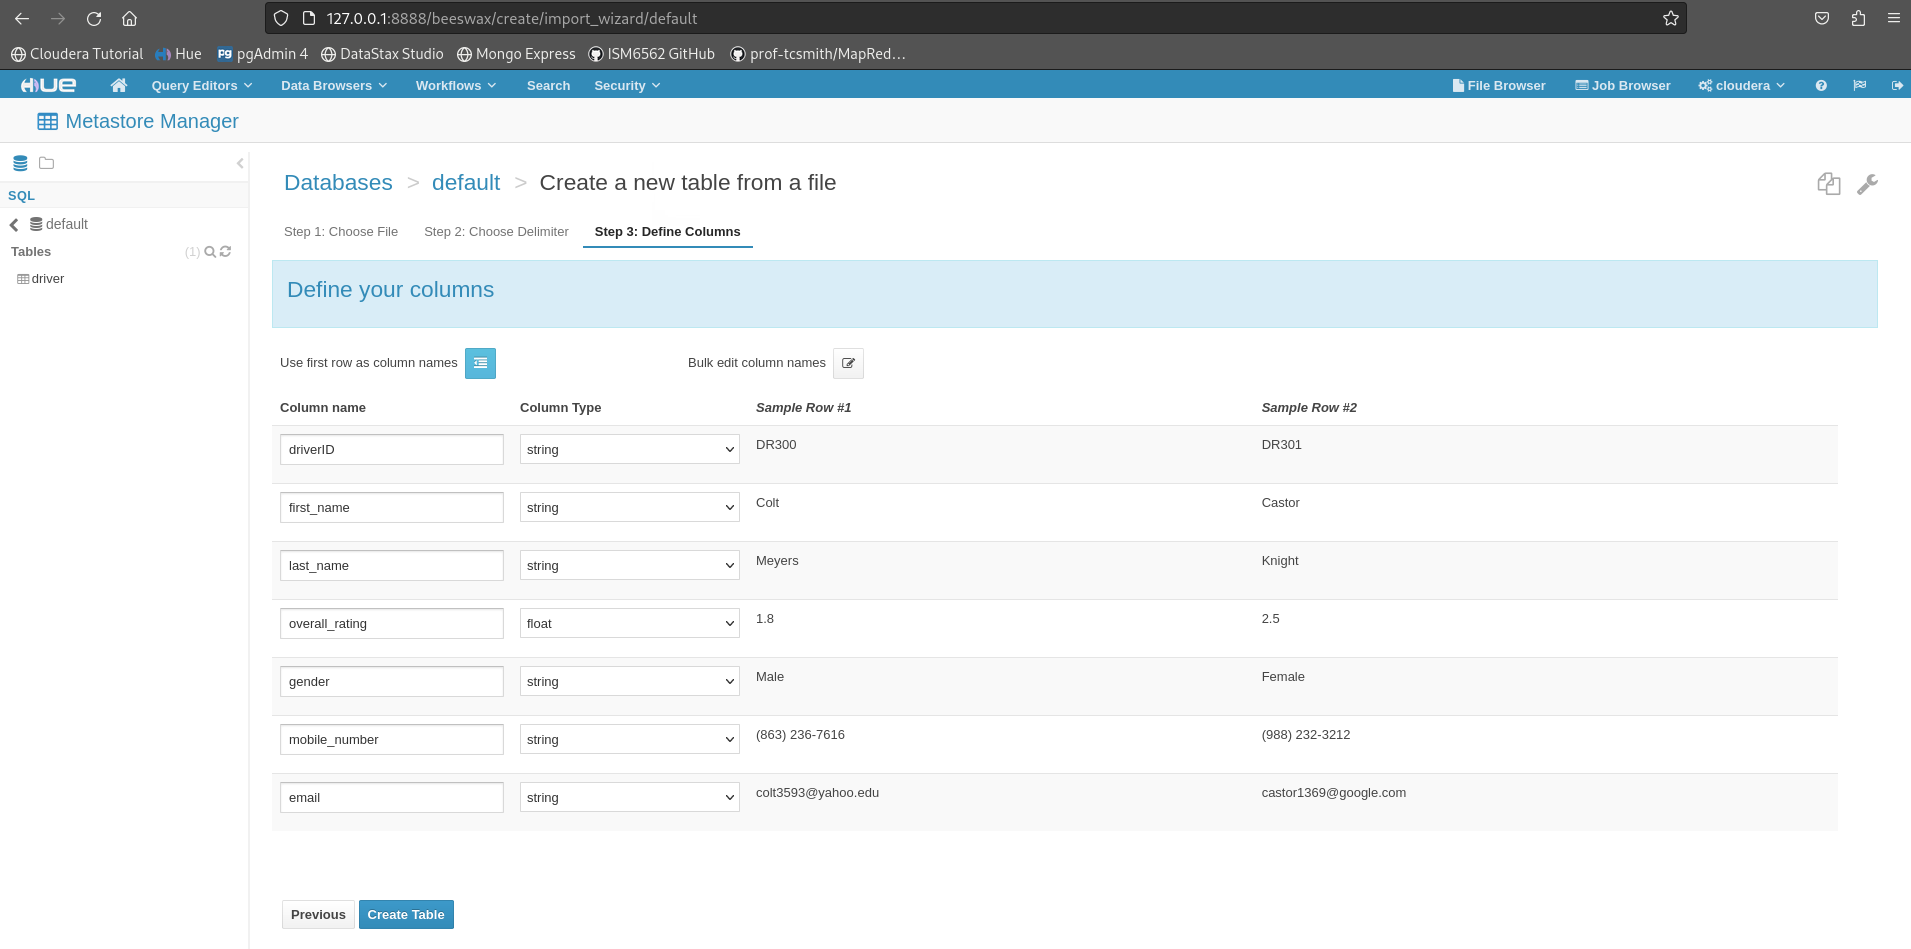 127.0.0.1:8888/beeswax/create/import_wizard/default
Cloudera Tutorial Hue pgAdmin 4 DataStax Studio Mongo Express ISM6562 GitHub prof-tcsmith/MapRed…
HUE Query Editors Data Browsers Workflows Search Security File Browser Job Browser cloudera
Metastore Manager
SQL
default
Tables (1)
driver
Databases > default > Create a new table from a file
Step 1: Choose File Step 2: Choose Delimiter Step 3: Define Columns
Define your columns
Use first row as column names Bulk edit column names
Column name Column Type Sample Row #1 Sample Row #2
driverID string DR300 DR301
first_name string Colt Castor
last_name string Meyers Knight
overall_rating float 1.8 2.5
gender string Male Female
mobile_number string (863) 236-7616 (988) 232-3212
email string colt3593@yahoo.edu castor1369@google.com
Previous Create Table